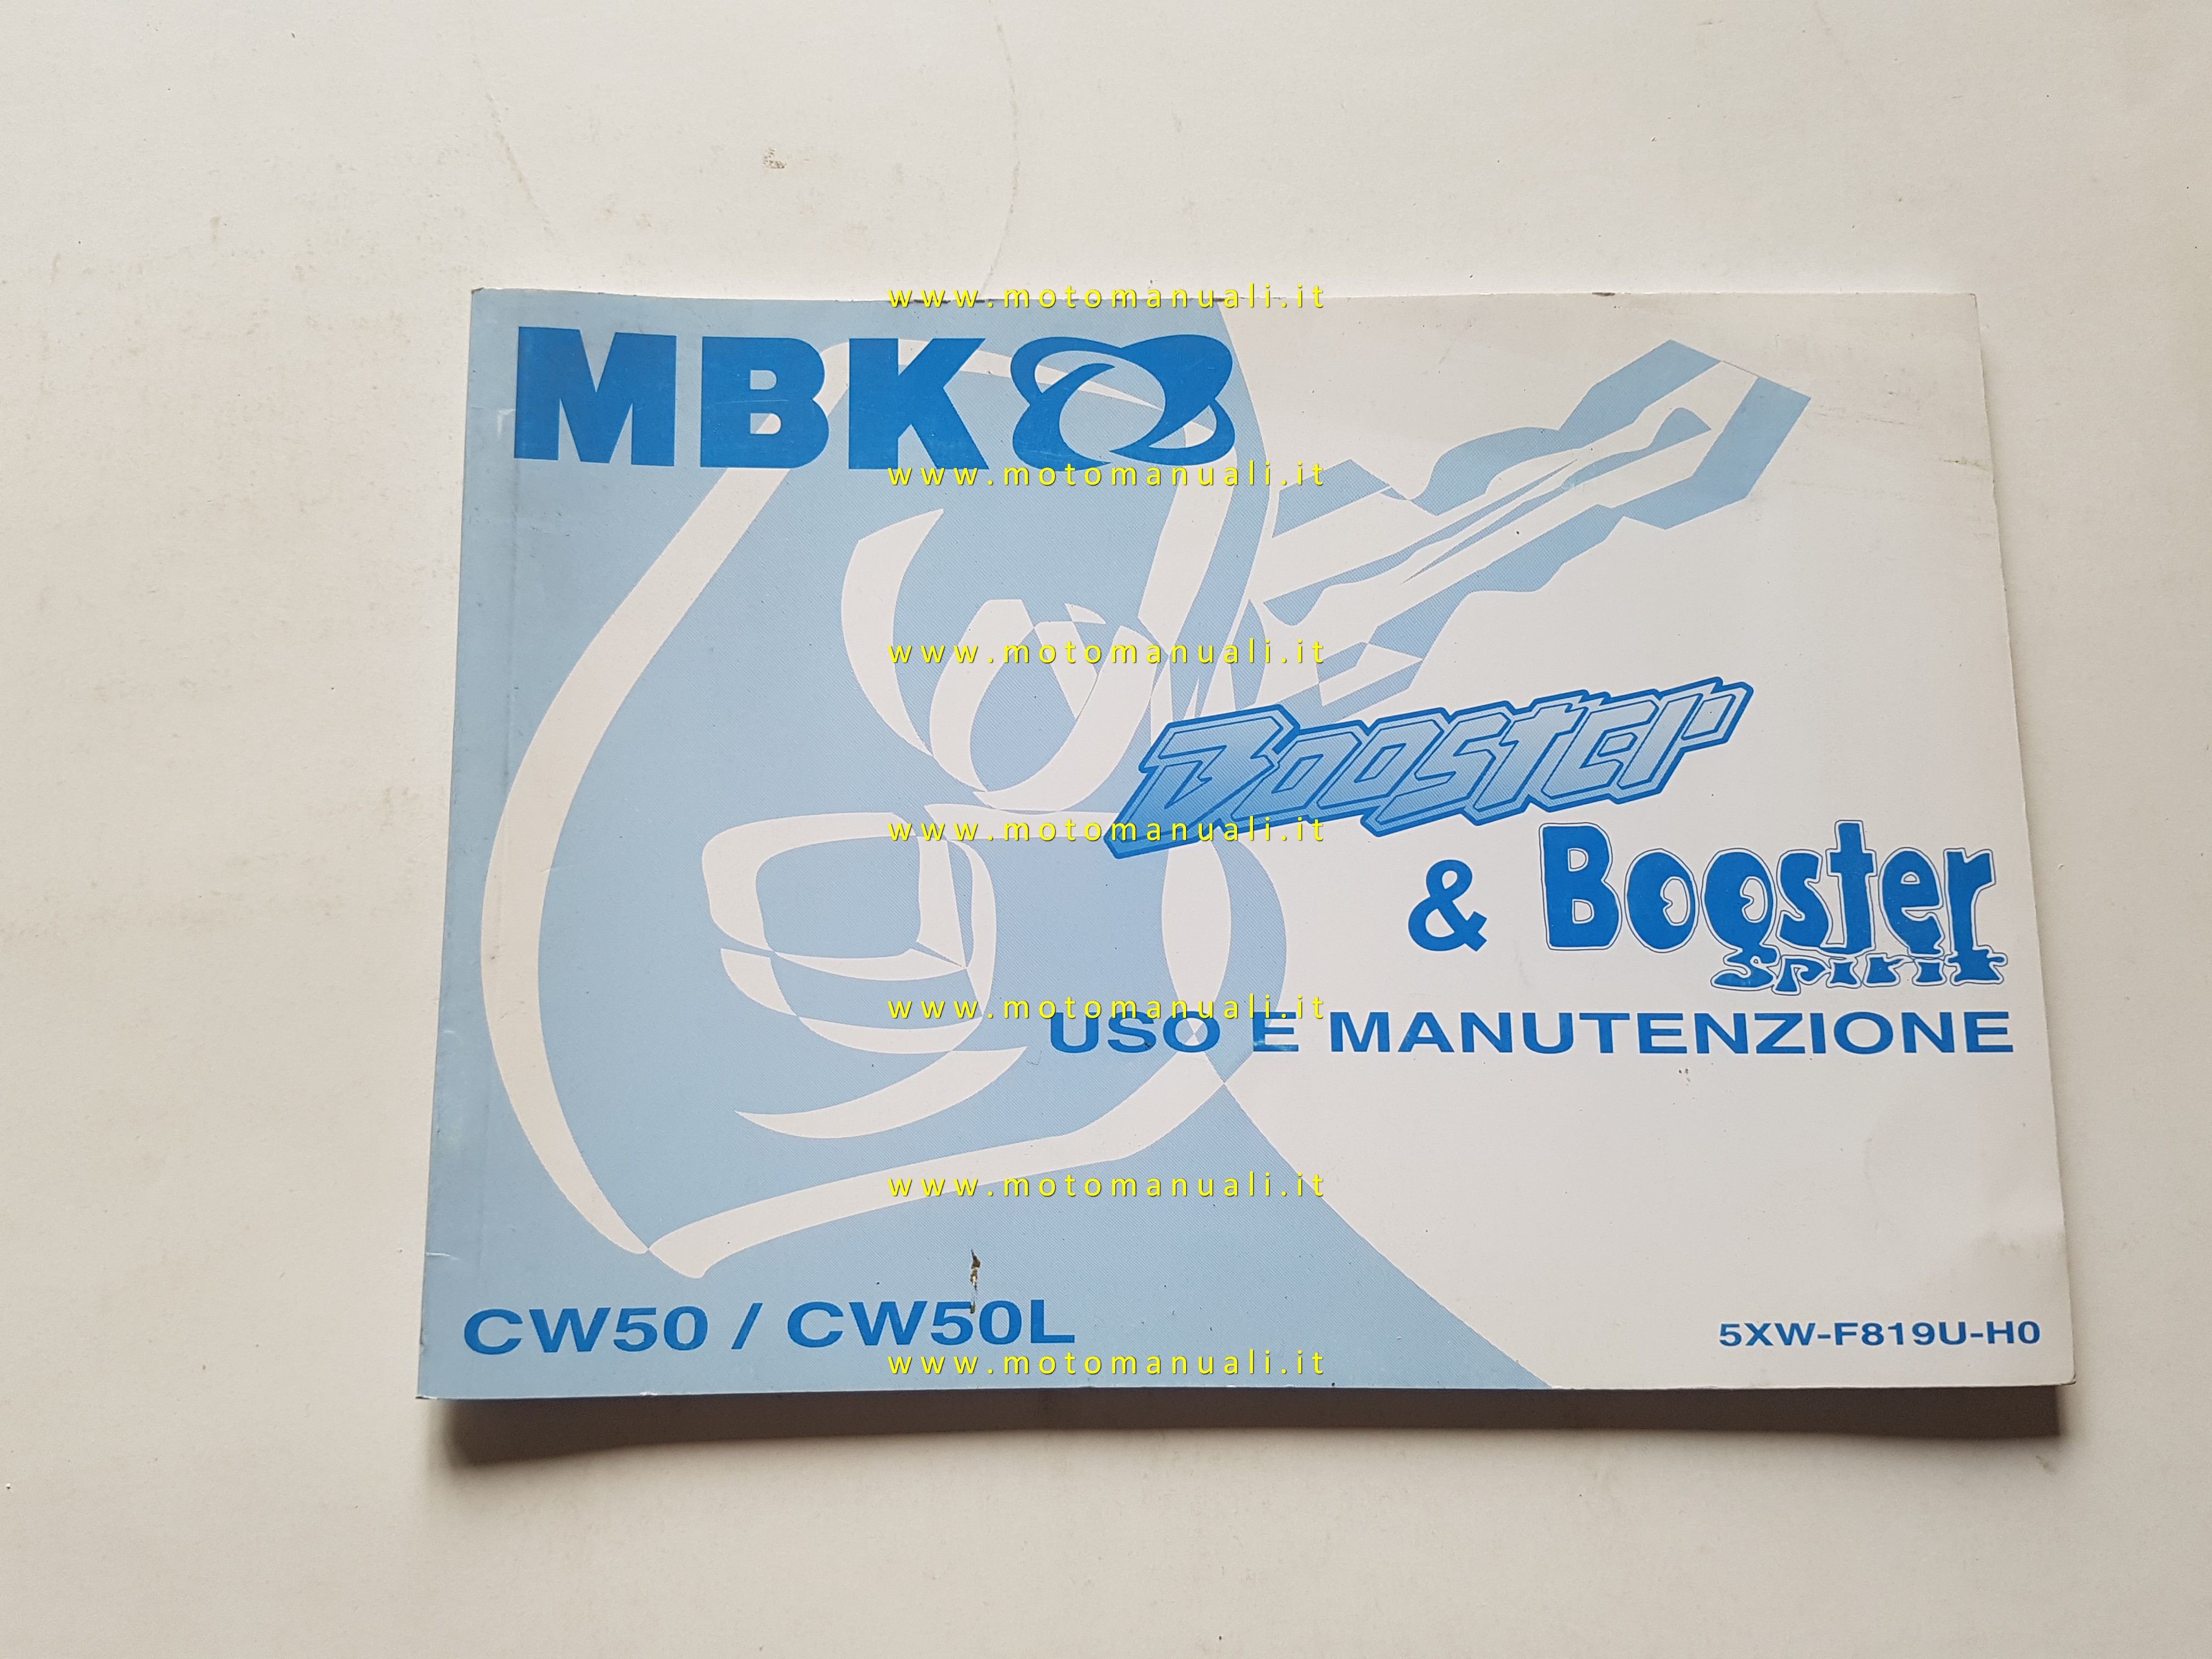 www.motomanuali.it
MBK
www.motomanuali.it
www.motomanuali.it
Booster
www.motomanuali.it
& Booster
Spirit
www.motomanuali.it
USO E MANUTENZIONE
www.motomanuali.it
CW50 / CW50L
5XW-F819U-H0
www.motomanuali.it